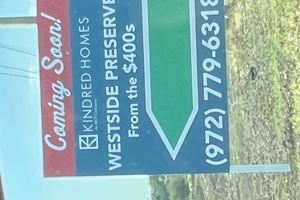 Coming Soon!
KINDRED HOMES
WESTSIDE PRESERVE
From the $400s
(972) 779-6318